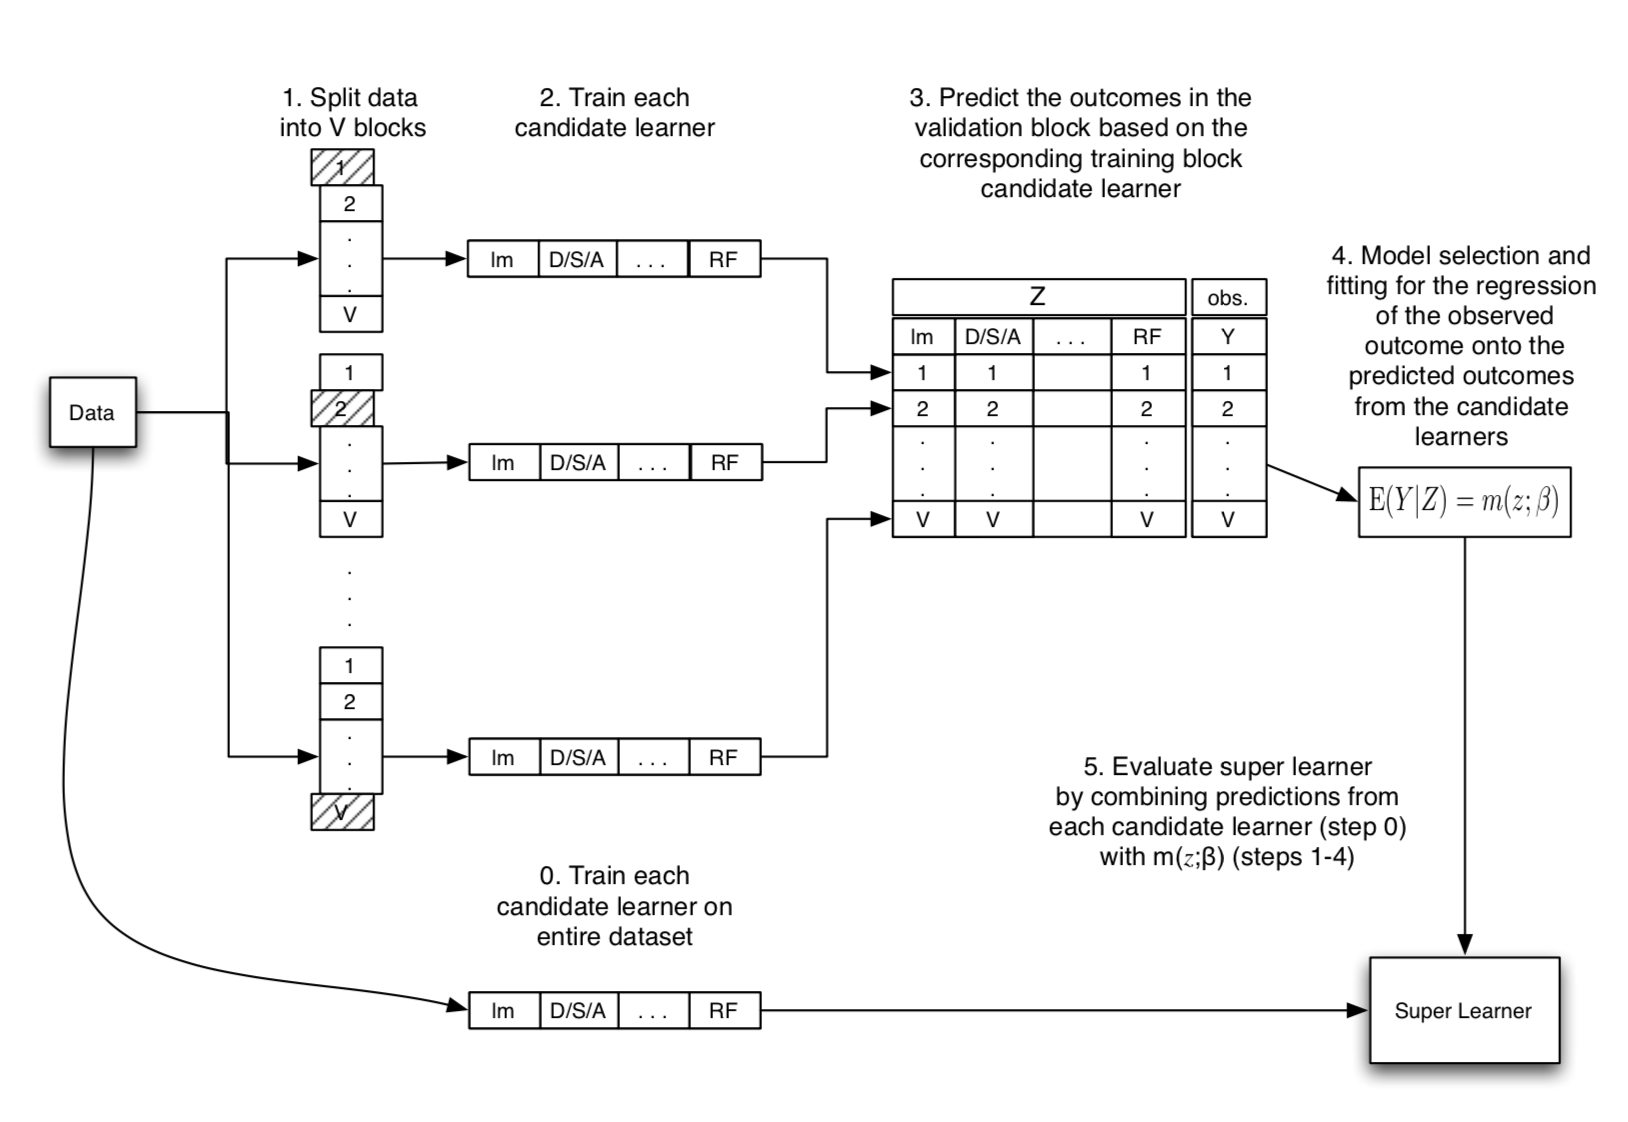 1. Split data
into V blocks
2. Train each
candidate learner
3. Predict the outcomes in the
validation block based on the
corresponding training block
candidate learner
1
2
.
.
.
V
lm D/S/A . . . RF
4. Model selection and
fitting for the regression
of the observed
outcome onto the
predicted outcomes
from the candidate
learners
Z obs.
lm D/S/A . . . RF Y
1 1 1 1
2 2 2 2
. . . .
. . . .
. . . .
V V V V
Data
1
2
.
.
.
V
lm D/S/A . . . RF
E(Y|Z) = m(z; β)
.
.
.
1
2
.
.
.
V
lm D/S/A . . . RF
5. Evaluate super learner
by combining predictions from
each candidate learner (step 0)
with m(z;β) (steps 1-4)
0. Train each
candidate learner on
entire dataset
lm D/S/A . . . RF
Super Learner